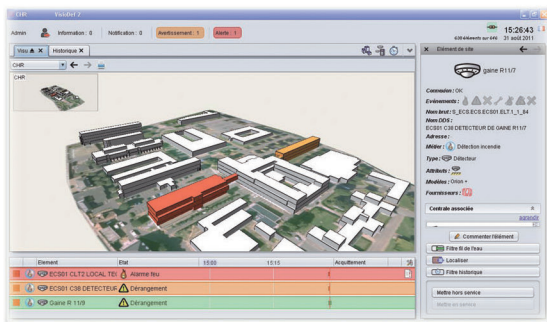 CHR VisioDef 7
Admin Information : 0 Notification : 0 Avertissement : 1 Alerte : 1
15:26:43
31 août 2011
Visu Historique
CHR
CHR
Elément de site
gaine R11/7
Connexion : OK
Evénements :
Nom brut : S_ECS.ECS.ECS01.ELT.1_1_84
Nom DDS :
ECS01 C38 DETECTEUR DE GAINE R11/7
Adresse :
Métier : Détection incendie
Type : Détecteur
Attributs :
Modèles : Orion +
Fournisseurs :
Centrale associée
agrandir
Commenter l'élément
Filtre fil de l'eau
Localiser
Filtre historique
Mettre hors service
Mettre en service
Element Etat 15:00 15:15 Acquittement
ECS01 CLT2 LOCAL TE Alarme feu
ECS01 C38 DETECTEUR Dérangement
Gaine R 11/9 Dérangement